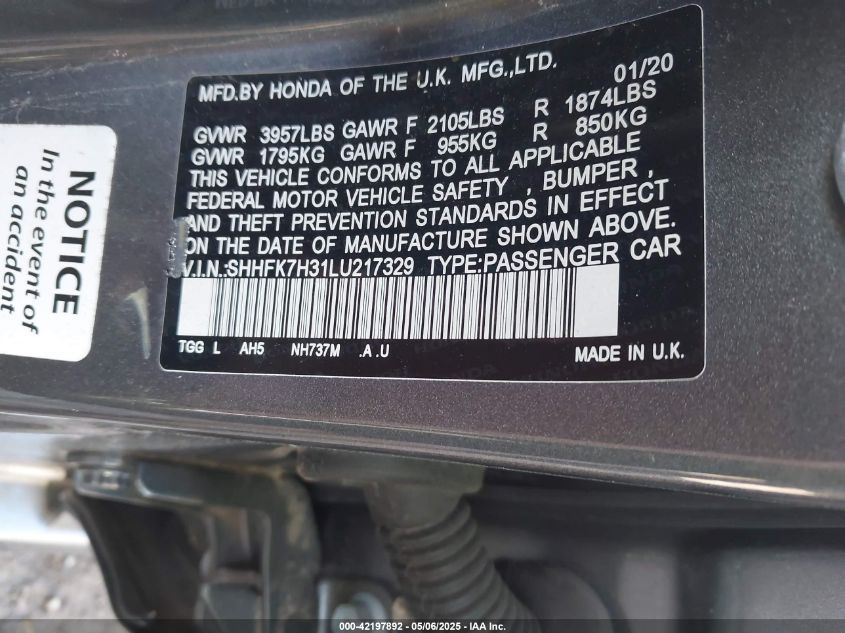 MFD.BY HONDA OF THE U.K. MFG.,LTD. 01/20
GVWR 3957LBS GAWR F 2105LBS R 1874LBS
GVWR 1795KG GAWR F 955KG R 850KG
THIS VEHICLE CONFORMS TO ALL APPLICABLE
FEDERAL MOTOR VEHICLE SAFETY , BUMPER ,
AND THEFT PREVENTION STANDARDS IN EFFECT
ON THE DATE OF MANUFACTURE SHOWN ABOVE.
V.I.N.:SHHFK7H31LU217329 TYPE:PASSENGER CAR
TGG L AH5 NH737M .A .U MADE IN U.K.
NOTICE
In the event of
an accident
000-42197892 - 05/06/2025 - IAA Inc.